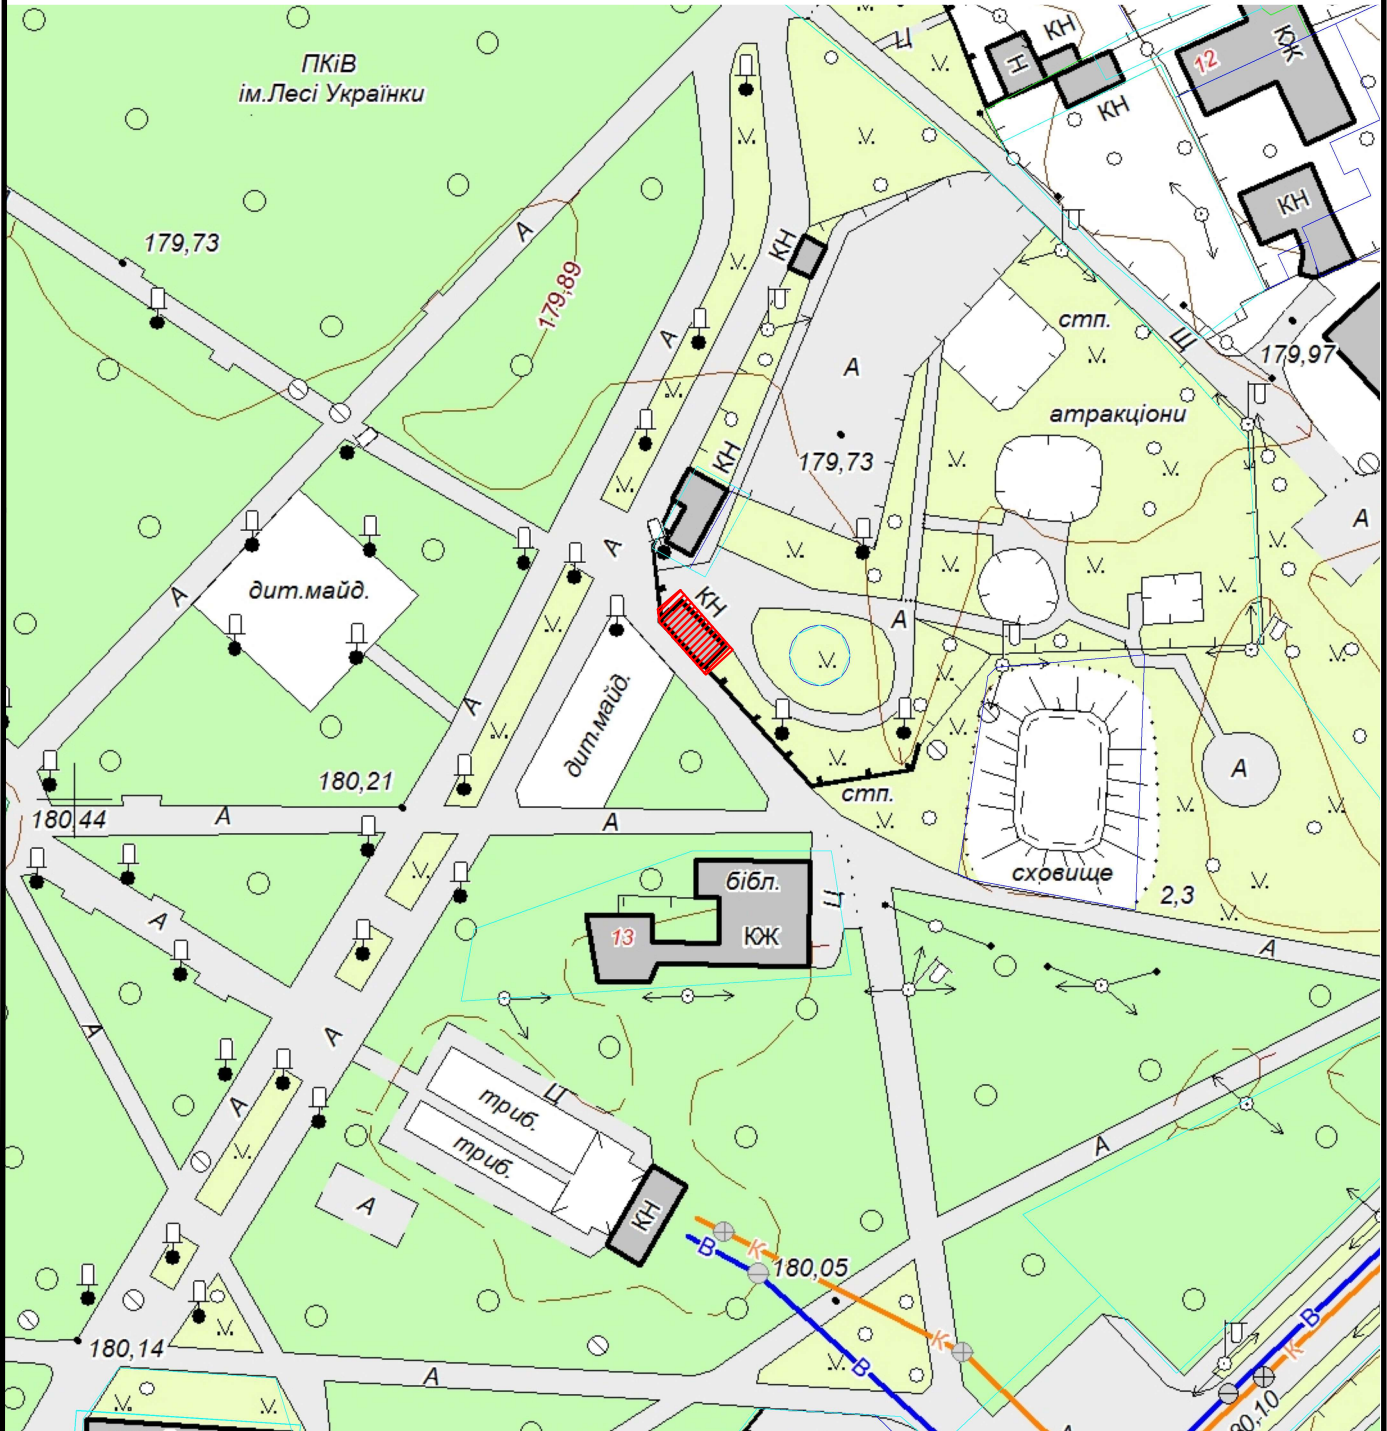 ПКіВ
ім.Лесі Українки
Ц
КН
Н
КН
12
КЖ
КН
179,73
А
179,89
КН
А
А
стп.
Щ
179,97
атракціони
КН
179,73
А
А
А
дит.майд.
КН
А
А
дит.майд.
180,21
А
180,44
А
А
стп.
сховище
2,3
бібл.
Ц
13
КЖ
А
А
А
А
А
Ц
триб.
триб.
А
А
КН
К
В
180,05
К
В
В
К
180,14
А
А
80,10